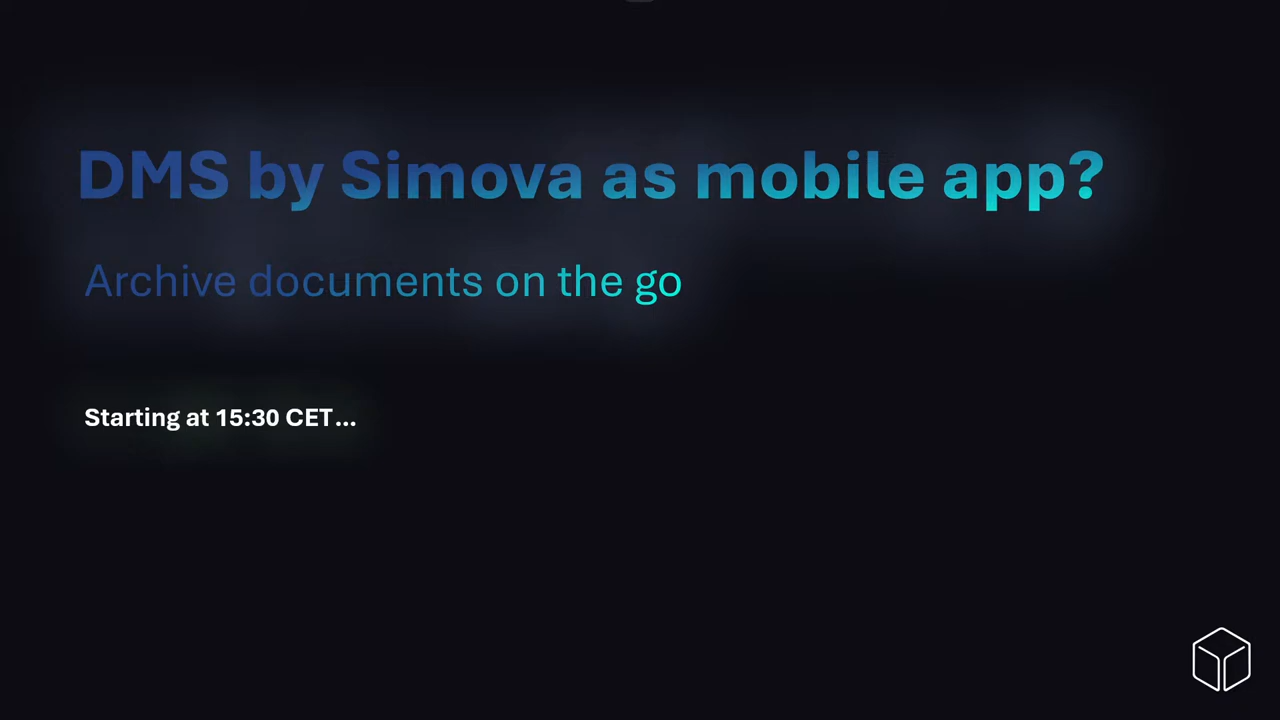 DMS by Simova as mobile app?
Archive documents on the go
Starting at 15:30 CET...